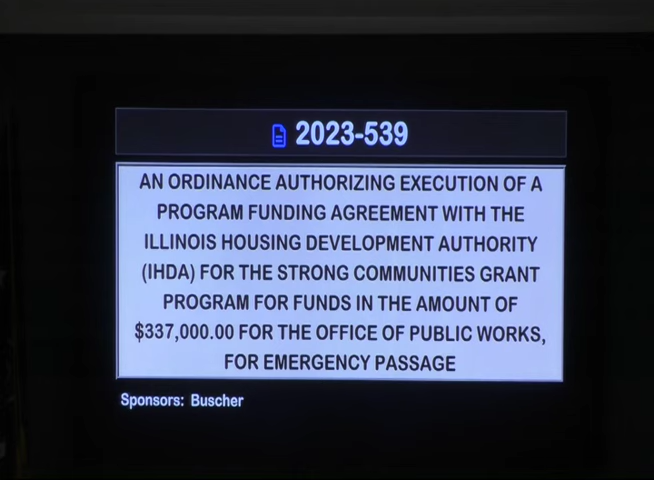 2023-539
AN ORDINANCE AUTHORIZING EXECUTION OF A
PROGRAM FUNDING AGREEMENT WITH THE
ILLINOIS HOUSING DEVELOPMENT AUTHORITY
(IHDA) FOR THE STRONG COMMUNITIES GRANT
PROGRAM FOR FUNDS IN THE AMOUNT OF
$337,000.00 FOR THE OFFICE OF PUBLIC WORKS,
FOR EMERGENCY PASSAGE
Sponsors: Buscher